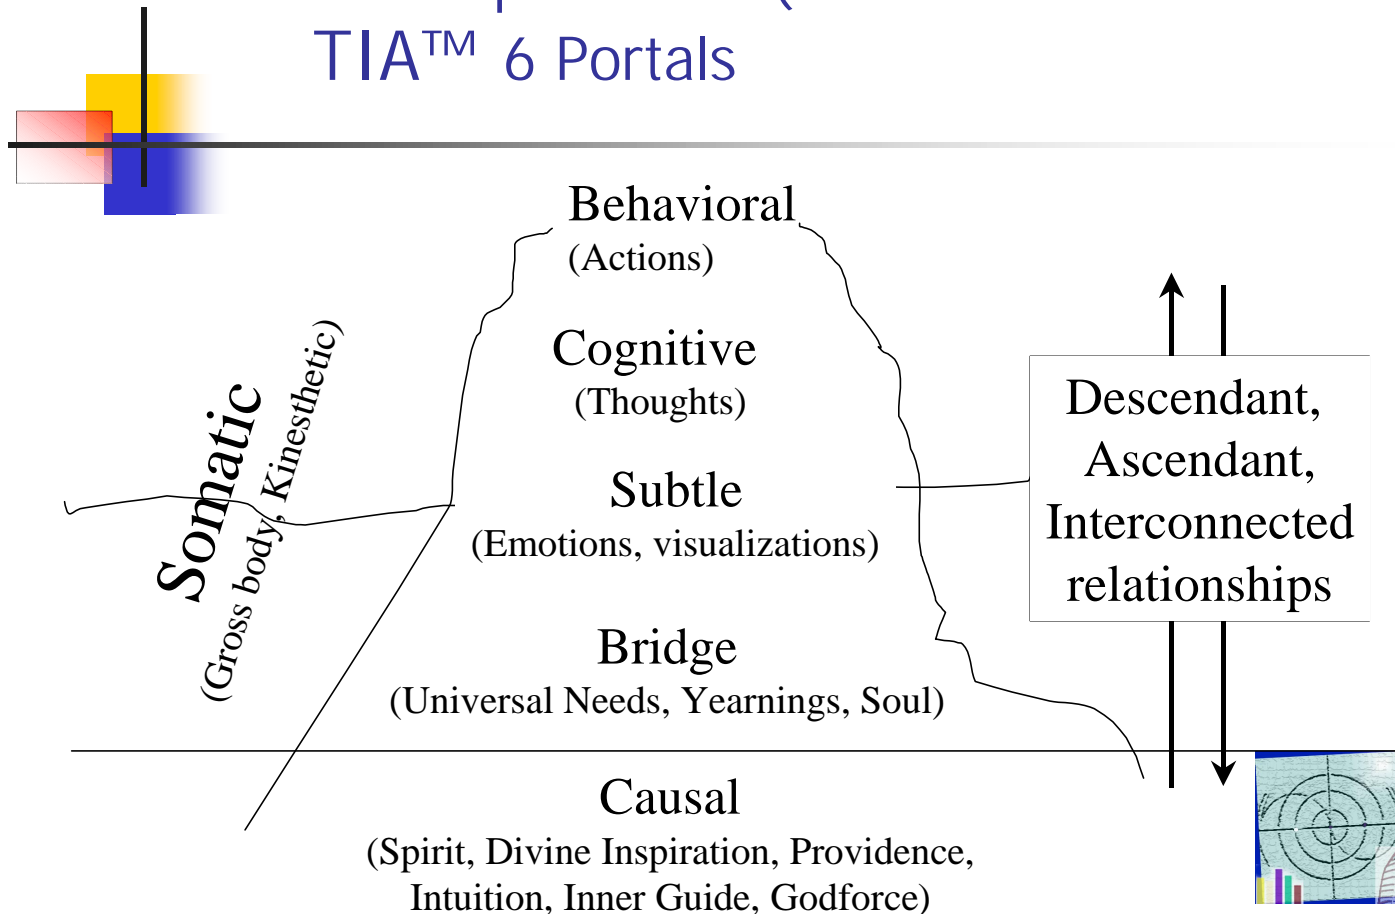 TIA™ 6 Portals
Behavioral
(Actions)
Cognitive
(Thoughts)
Subtle
(Emotions, visualizations)
Bridge
(Universal Needs, Yearnings, Soul)
Causal
(Spirit, Divine Inspiration, Providence,
Intuition, Inner Guide, Godforce)
Somatic
(Gross body, Kinesthetic)
Descendant,
Ascendant,
Interconnected
relationships